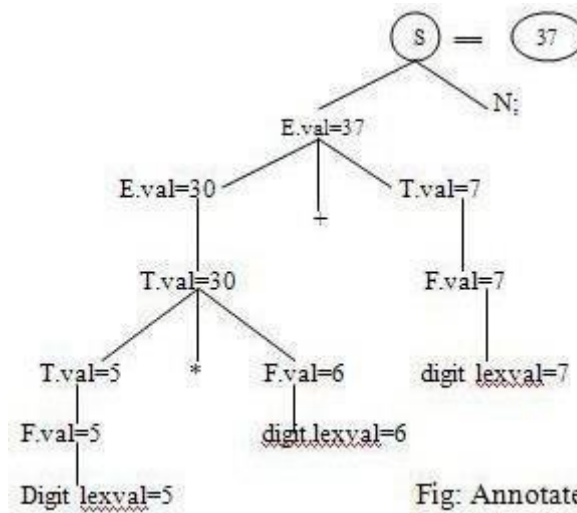 S = 37
N;
E.val=37
E.val=30 + T.val=7
T.val=30 F.val=7
T.val=5 * F.val=6 digit lexval=7
F.val=5 digit.lexval=6
Digit lexval=5 Fig: Annotate